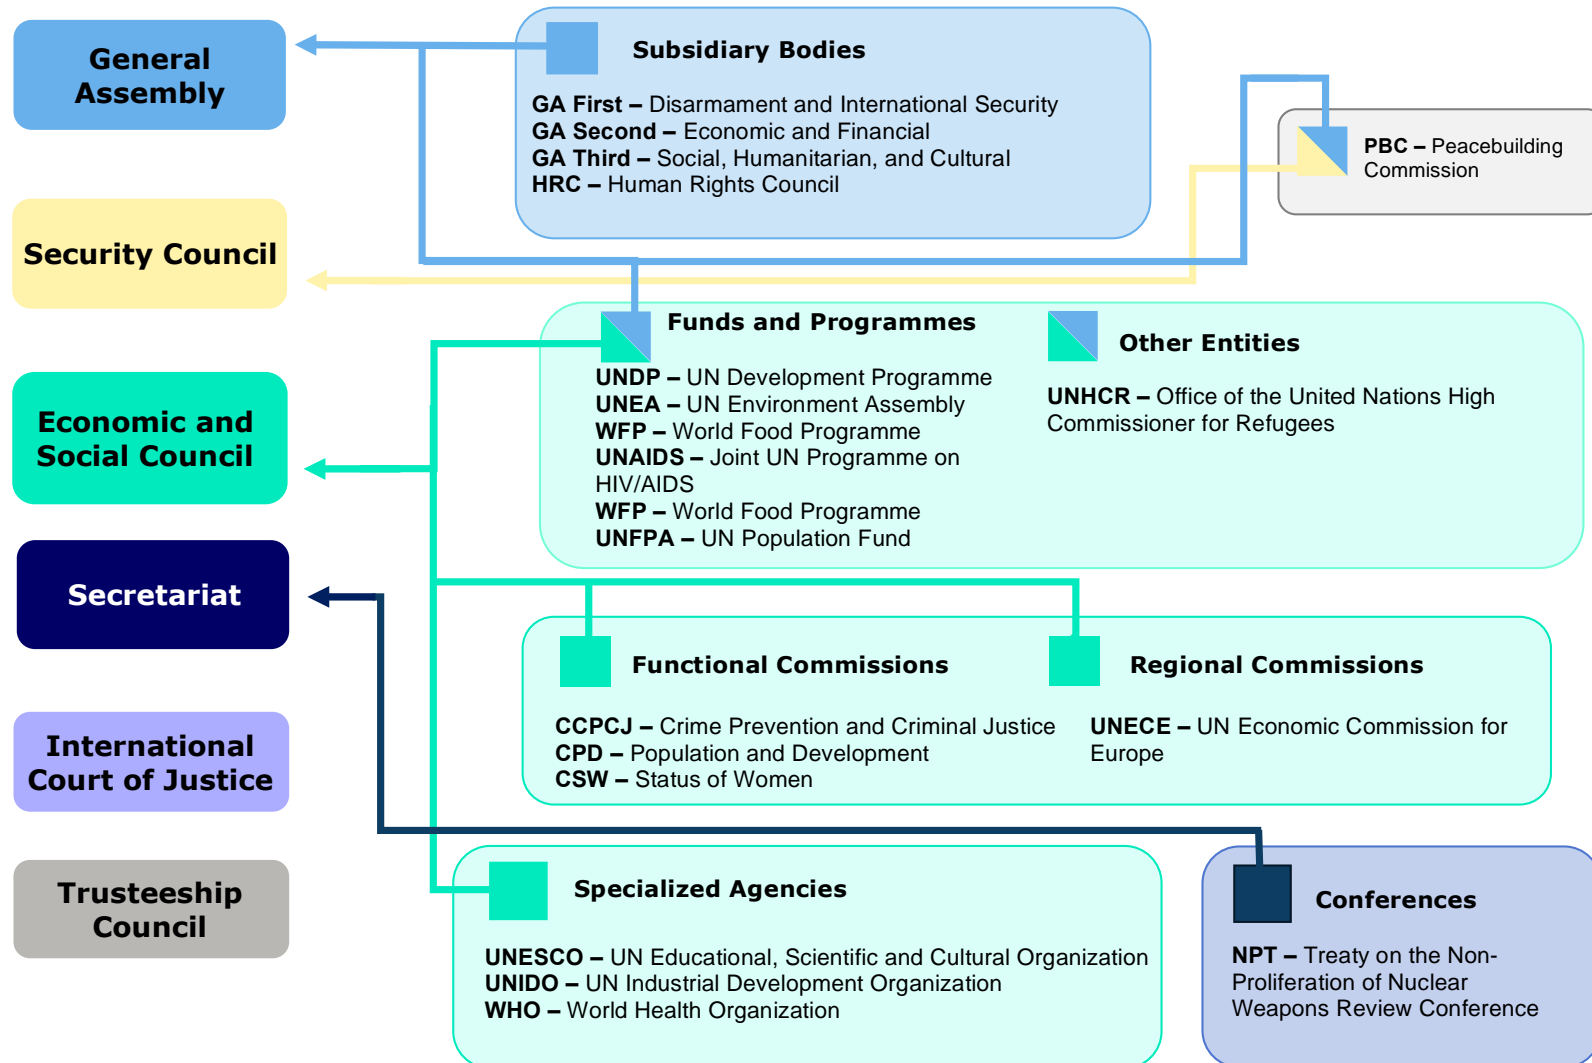 General
Assembly
Subsidiary Bodies
GA First – Disarmament and International Security
GA Second – Economic and Financial
GA Third – Social, Humanitarian, and Cultural
HRC – Human Rights Council
PBC – Peacebuilding
Commission
Security Council
Funds and Programmes
UNDP – UN Development Programme
UNEA – UN Environment Assembly
WFP – World Food Programme
UNAIDS – Joint UN Programme on
HIV/AIDS
WFP – World Food Programme
UNFPA – UN Population Fund
Other Entities
UNHCR – Office of the United Nations High
Commissioner for Refugees
Economic and
Social Council
Secretariat
Functional Commissions
CCPCJ – Crime Prevention and Criminal Justice
CPD – Population and Development
CSW – Status of Women
Regional Commissions
UNECE – UN Economic Commission for
Europe
International
Court of Justice
Trusteeship
Council
Specialized Agencies
UNESCO – UN Educational, Scientific and Cultural Organization
UNIDO – UN Industrial Development Organization
WHO – World Health Organization
Conferences
NPT – Treaty on the Non-
Proliferation of Nuclear
Weapons Review Conference